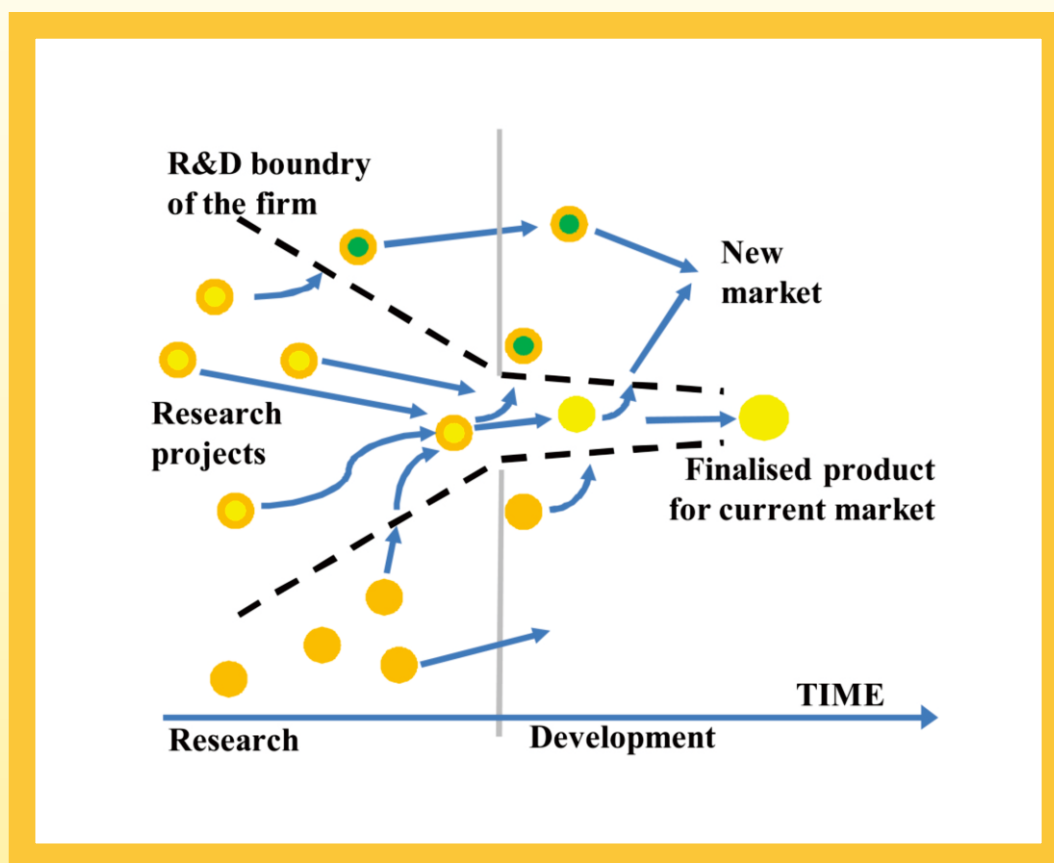 R&D boundry
of the firm
New
market
Research
projects
Finalised product
for current market
TIME
Research
Development